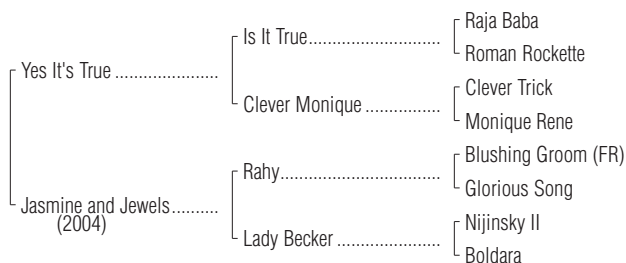 Raja Baba
Is It True
Roman Rockette
Yes It's True
Clever Trick
Clever Monique
Monique Rene
Blushing Groom (FR)
Rahy
Glorious Song
Jasmine and Jewels
(2004)
Nijinsky II
Lady Becker
Boldara